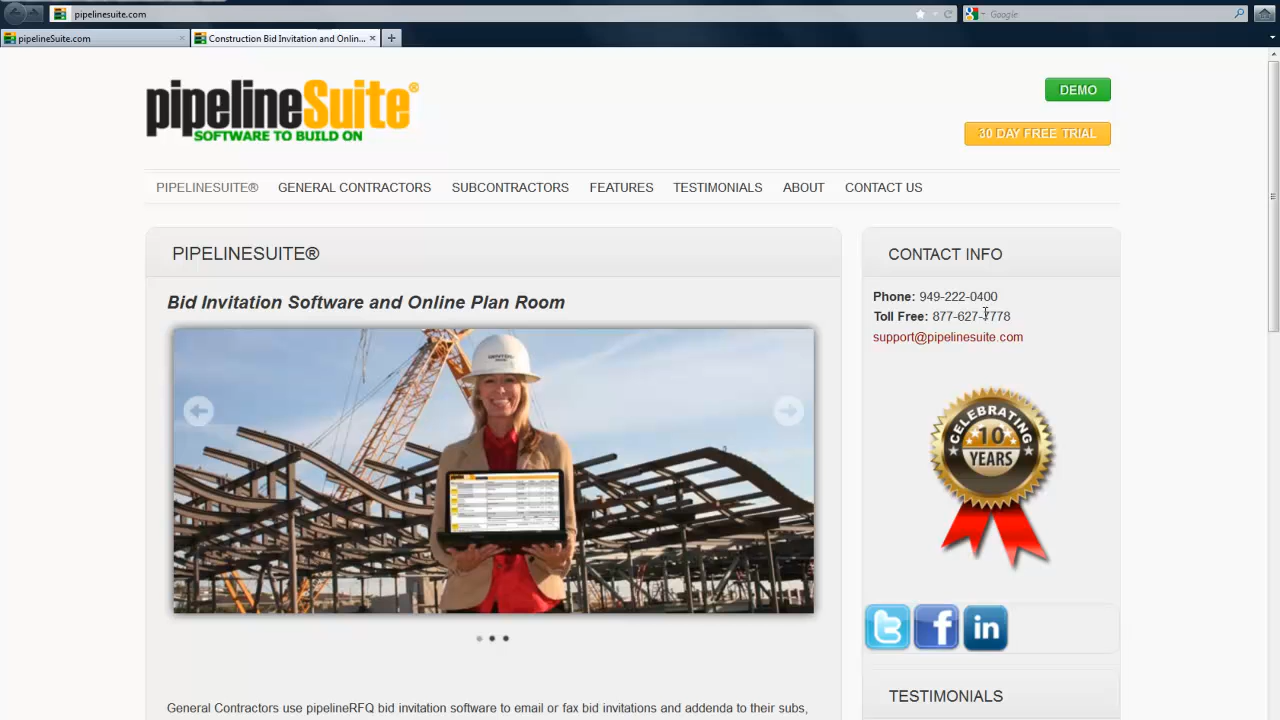 pipelinesuite.com
Google
pipelineSuite.com
Construction Bid Invitation and Onlin...
pipelineSuite®
SOFTWARE TO BUILD ON
DEMO
30 DAY FREE TRIAL
PIPELINESUITE® GENERAL CONTRACTORS SUBCONTRACTORS FEATURES TESTIMONIALS ABOUT CONTACT US
PIPELINESUITE®
Bid Invitation Software and Online Plan Room
General Contractors use pipelineRFQ bid invitation software to email or fax bid invitations and addenda to their subs,
CONTACT INFO
Phone: 949-222-0400
Toll Free: 877-627-7778
support@pipelinesuite.com
CELEBRATING
10
YEARS
TESTIMONIALS